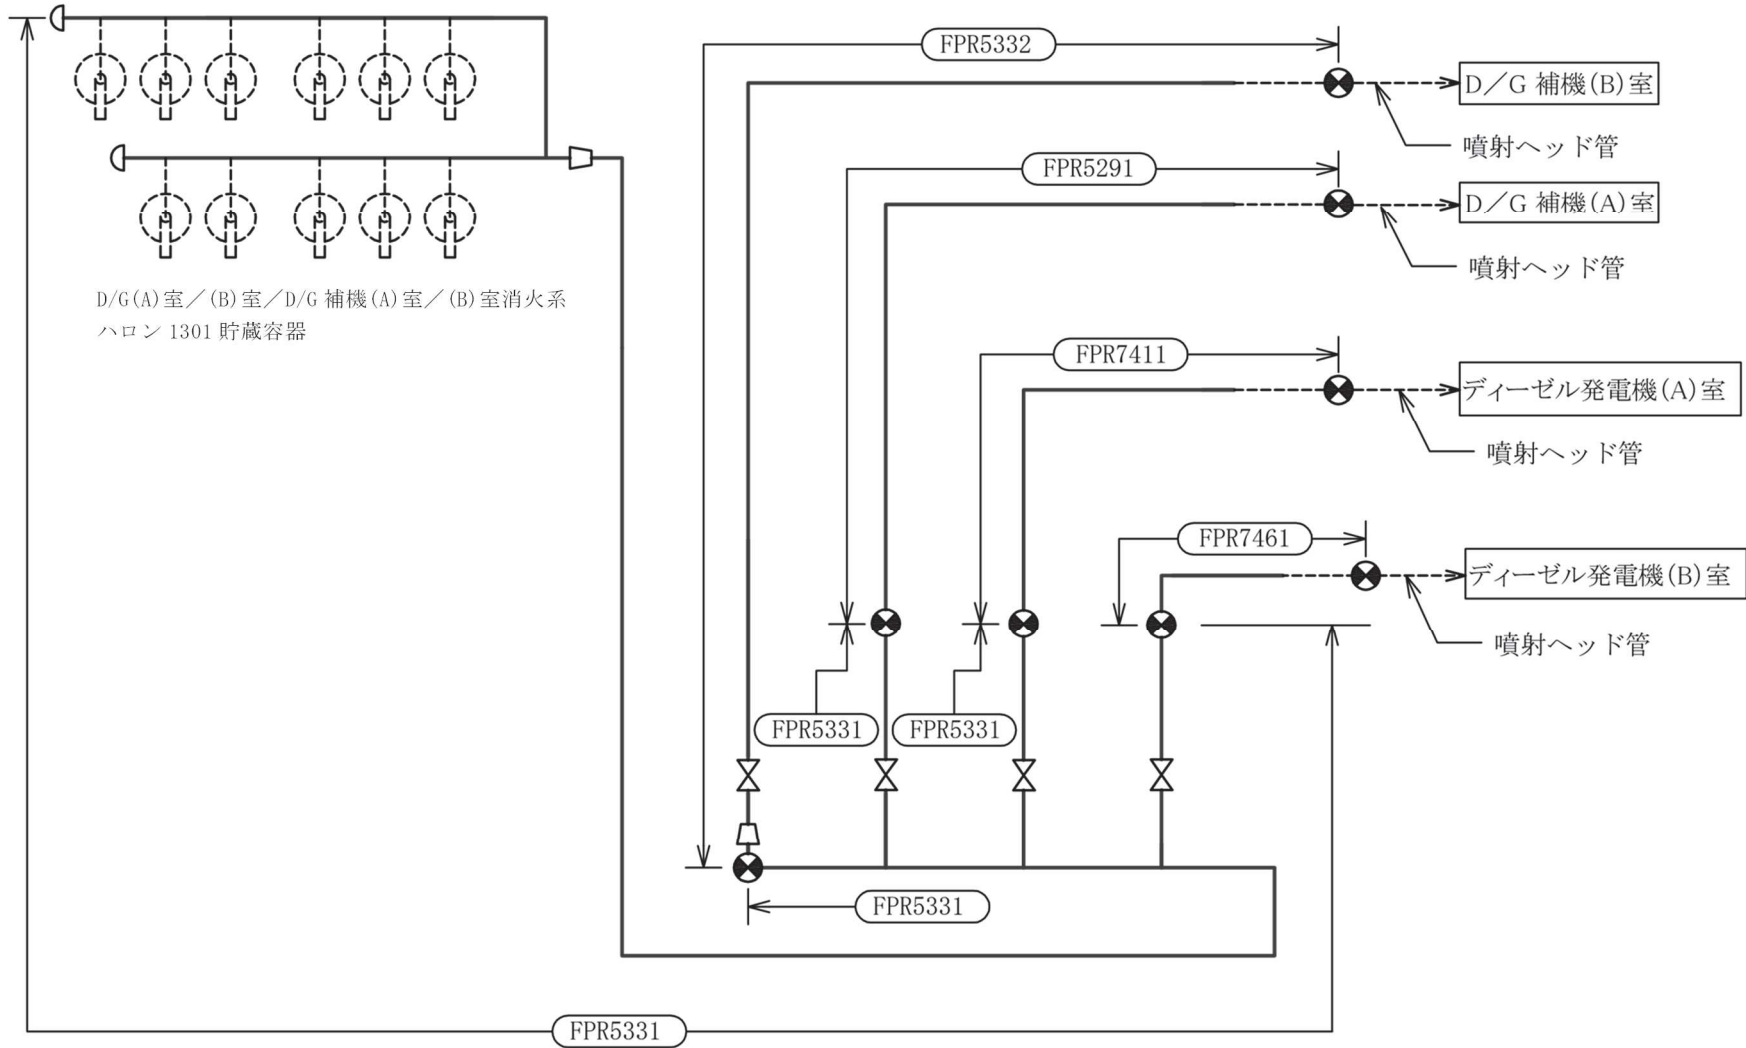 FPR5332
D／G 補機(B)室
噴射ヘッド管
FPR5291
D／G 補機(A)室
噴射ヘッド管
D/G(A)室／(B)室／D/G 補機(A)室／(B)室消火系
ハロン 1301 貯蔵容器
FPR7411
ディーゼル発電機(A)室
噴射ヘッド管
FPR7461
ディーゼル発電機(B)室
噴射ヘッド管
FPR5331
FPR5331
FPR5331
FPR5331